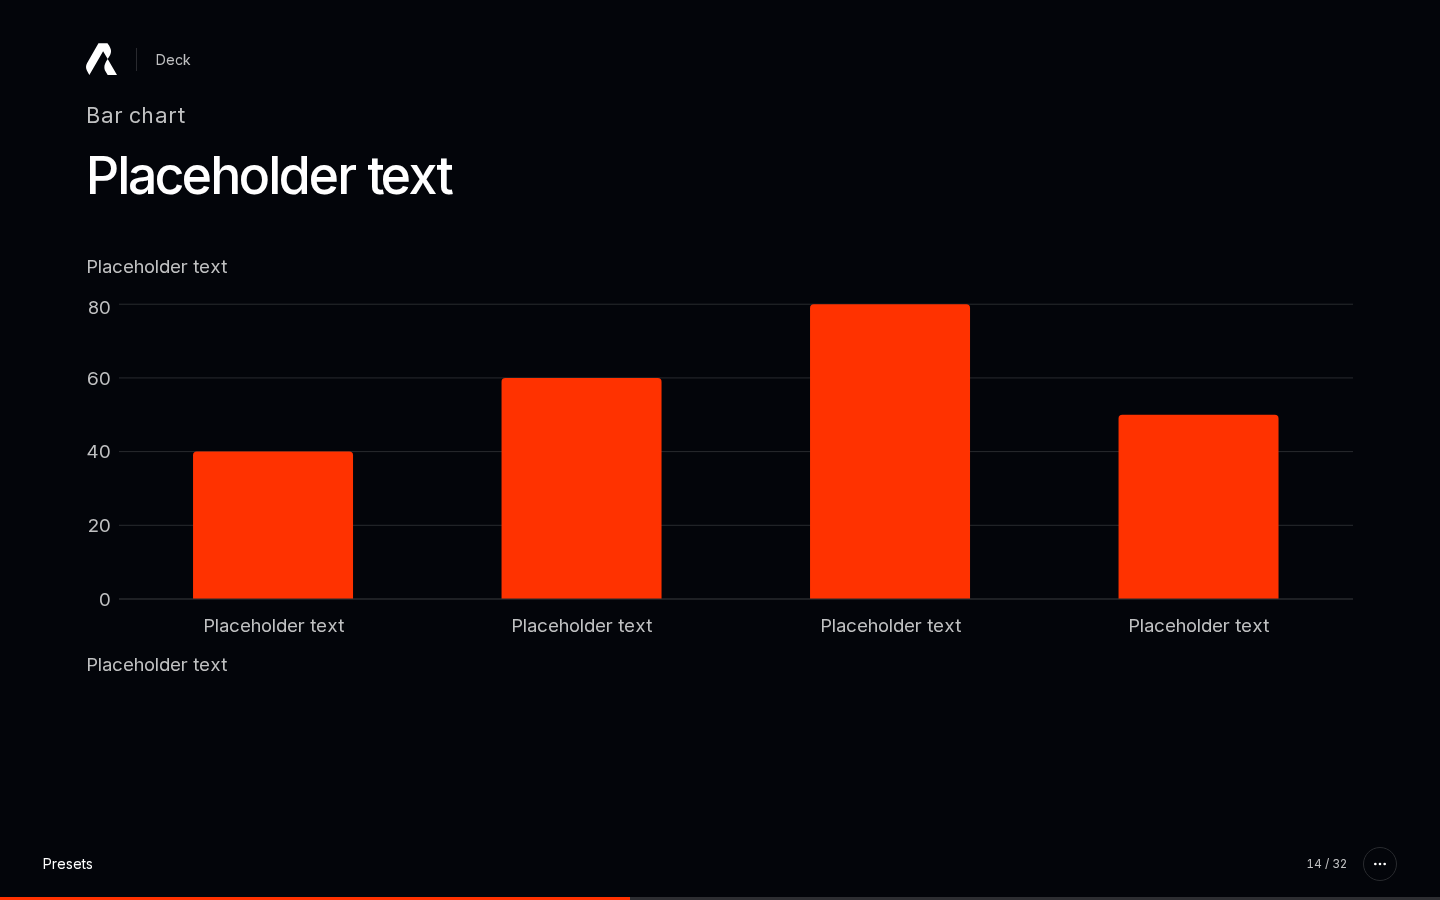 Deck
Bar chart
Placeholder text
Placeholder text
80
60
40
20
0
Placeholder text Placeholder text Placeholder text Placeholder text
Placeholder text
Presets
14 / 32